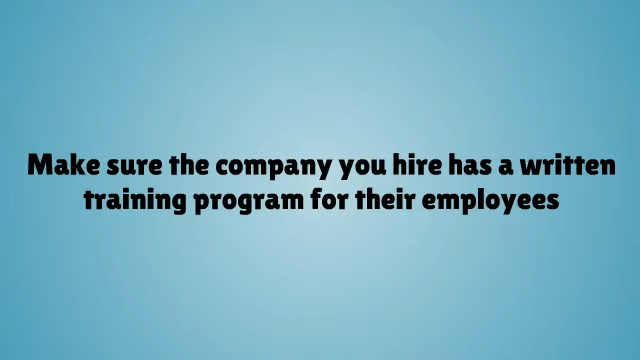 Make sure the company you hire has a written
training program for their employees